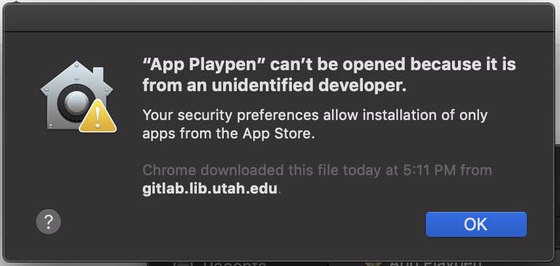 “App Playpen” can’t be opened because it is
from an unidentified developer.
Your security preferences allow installation of only
apps from the App Store.
Chrome downloaded this file today at 5:11 PM from
gitlab.lib.utah.edu.
?
OK
App Playpen